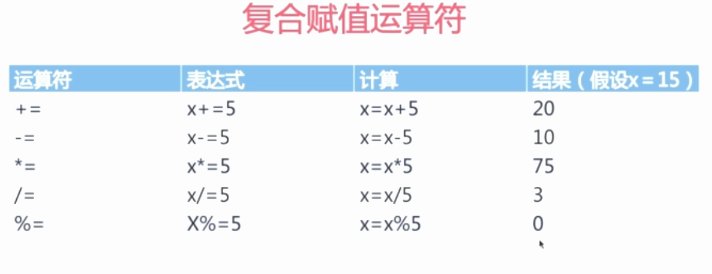 复合赋值运算符
运算符 表达式 计算 结果（假设x=15）
+= x+=5 x=x+5 20
-= x-=5 x=x-5 10
*= x*=5 x=x*5 75
/= x/=5 x=x/5 3
%= X%=5 x=x%5 0